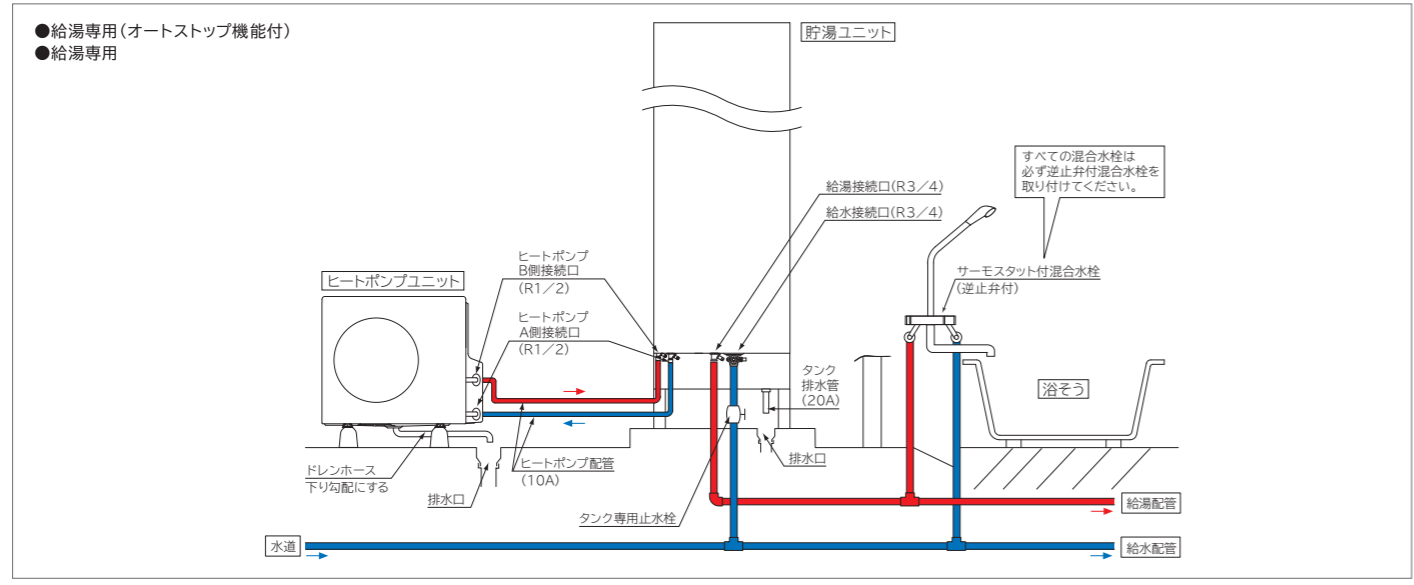 ●給湯専用（オートストップ機能付）
●給湯専用
貯湯ユニット
すべての混合水栓は
必ず逆止弁付混合水栓を
取り付けてください。
給湯接続口(R3／4)
給水接続口(R3／4)
ヒートポンプ
B側接続口
(R1／2)
ヒートポンプユニット
サーモスタット付混合水栓
(逆止弁付)
ヒートポンプ
A側接続口
(R1／2)
タンク
排水管
(20A)
浴そう
排水口
ドレンホース
下り勾配にする
ヒートポンプ配管
(10A)
排水口
タンク専用止水栓
給湯配管
水道
給水配管